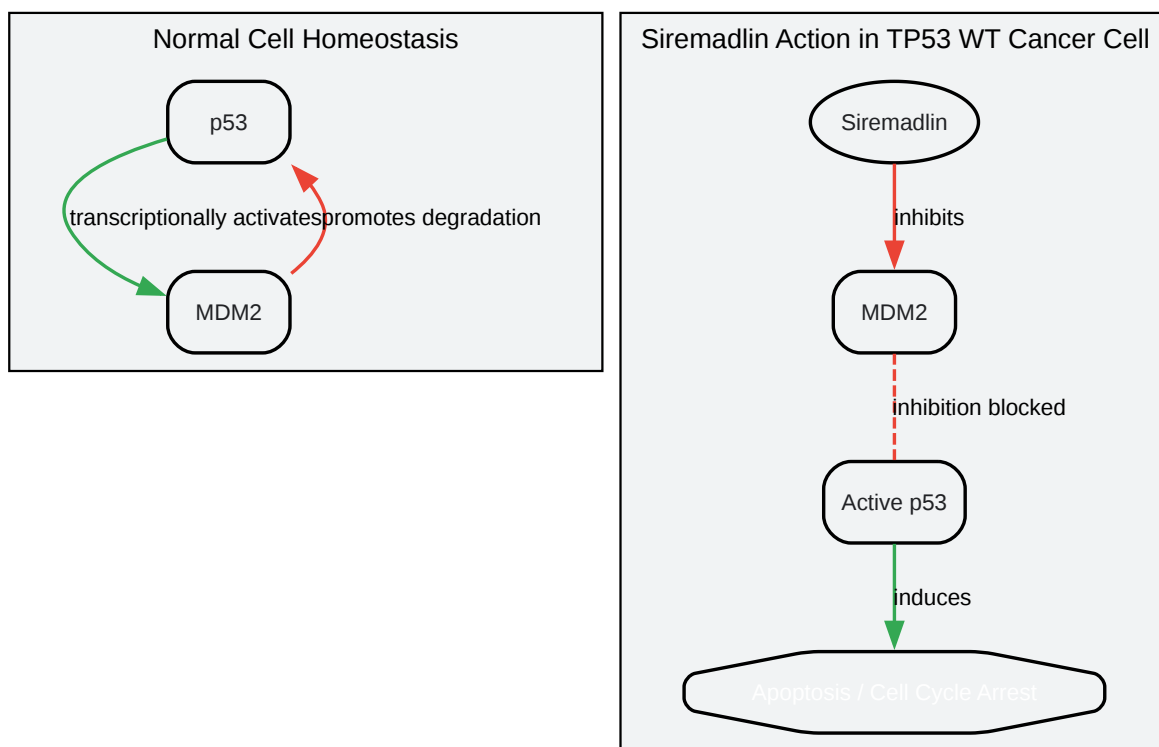 Normal Cell Homeostasis
p53
transcriptionally activates
promotes degradation
MDM2
Siremadlin Action in TP53 WT Cancer Cell
Siremadlin
inhibits
MDM2
inhibition blocked
Active p53
induces
Apoptosis / Cell Cycle Arrest